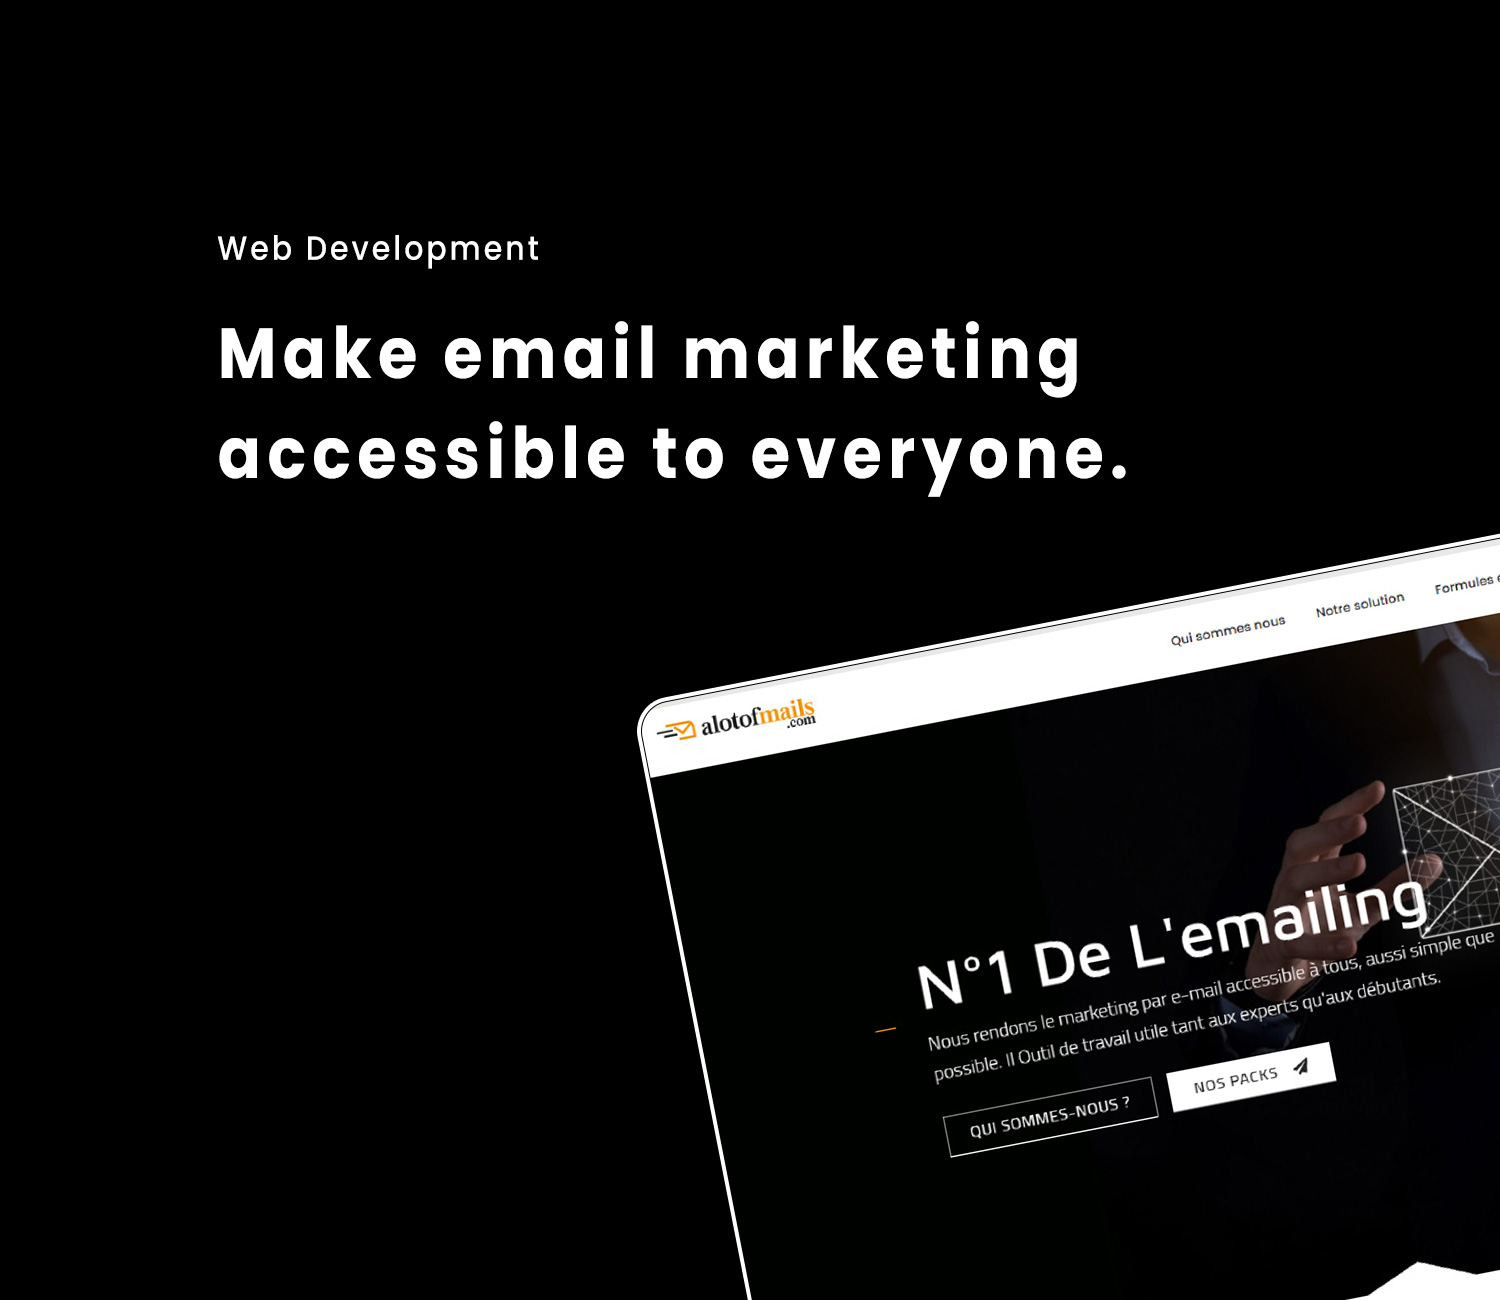 Web Development
Make email marketing
accessible to everyone.
alotofmails
.com
Qui sommes nous
Notre solution
Formules
N°1 De L'emailing
Nous rendons le marketing par e-mail accessible à tous, aussi simple que
possible. Il Outil de travail utile tant aux experts qu'aux débutants.
QUI SOMMES-NOUS ?
NOS PACKS